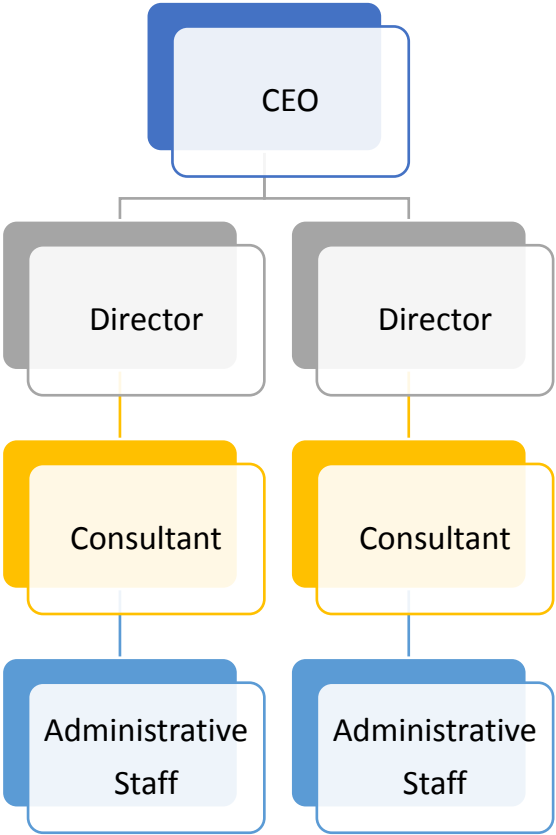 CEO
Director
Director
Consultant
Consultant
Administrative
Staff
Administrative
Staff